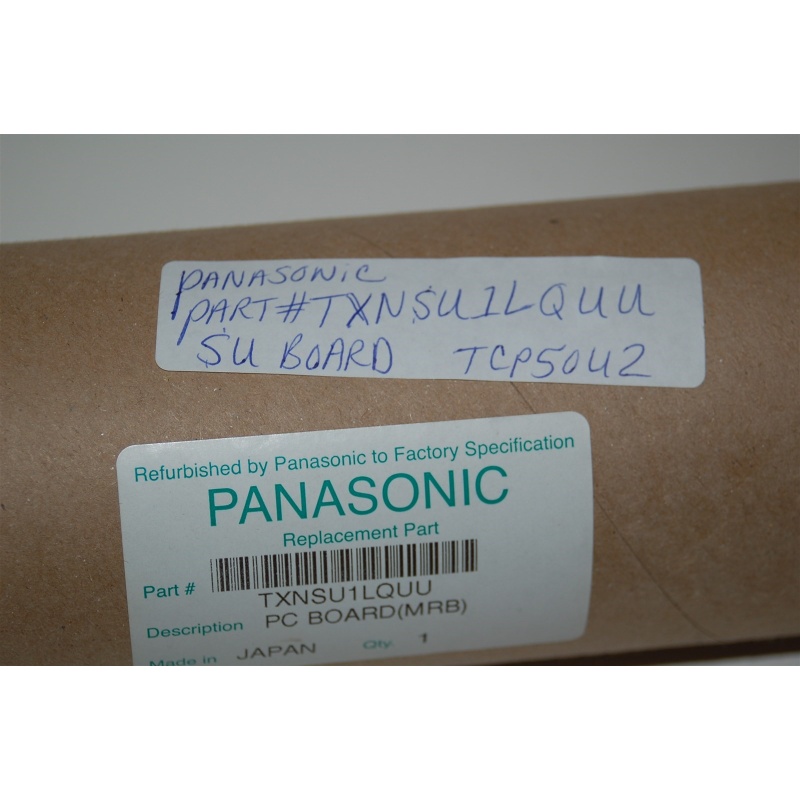 PANASONIC
PART#TXNSU1LQUU
SU BOARD TCP50U2
Refurbished by Panasonic to Factory Specification
PANASONIC
Replacement Part
Part #
TXNSU1LQUU
Description PC BOARD(MRB)
Made in JAPAN Qty. 1